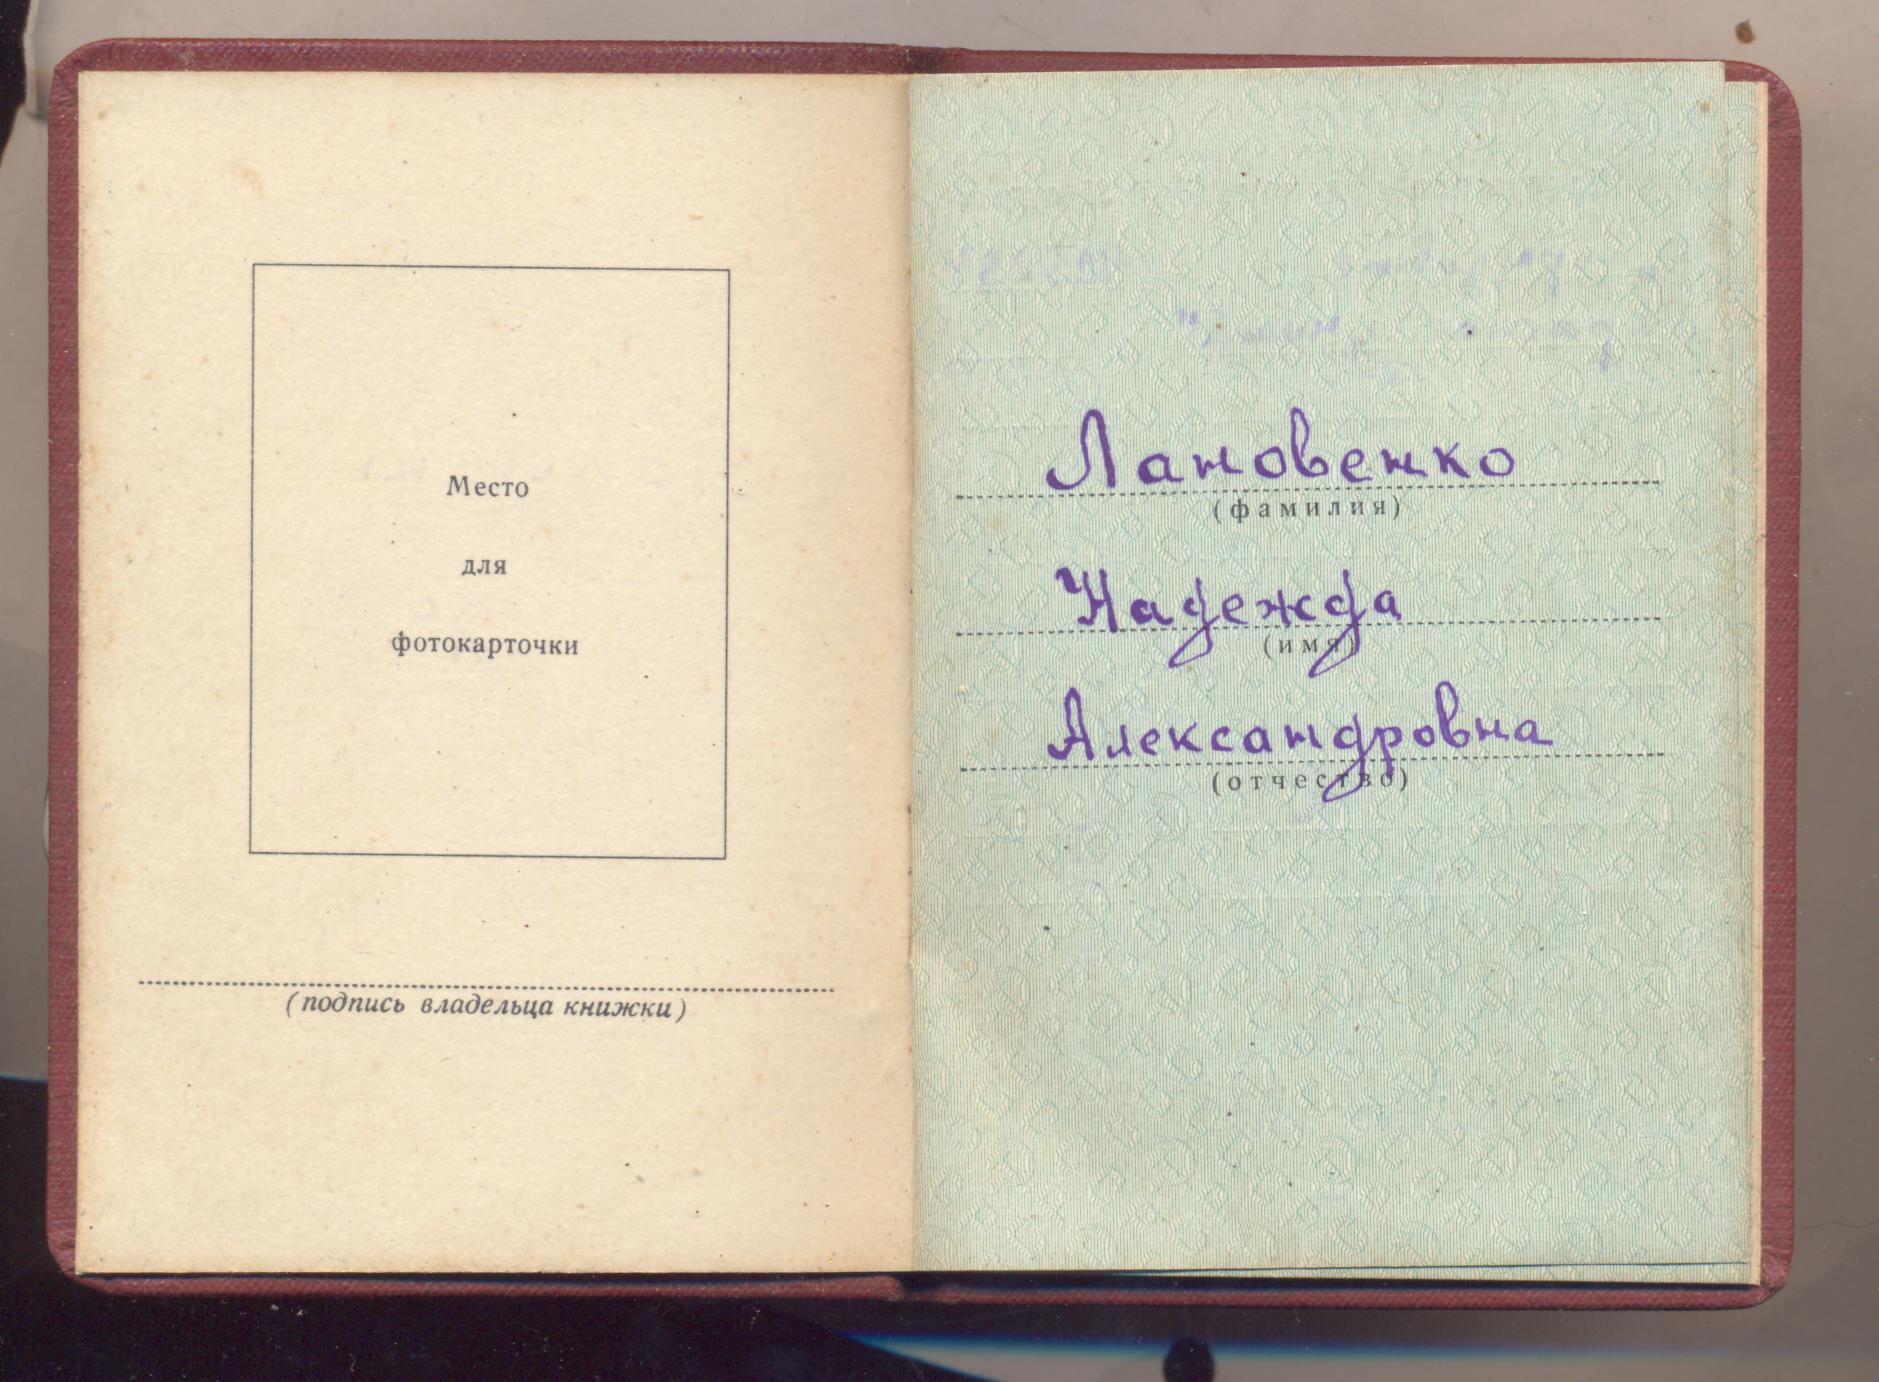 Место
для
фотокарточки
(подпись владельца книжки)
Лановенко
(фамилия)
Надежда
(имя)
Александровна
(отчество)